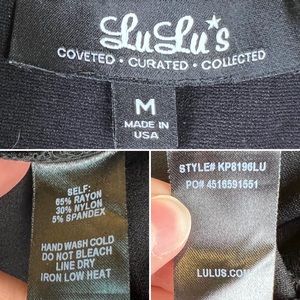 LuLu's
COVETED • CURATED • COLLECTED
M
MADE IN
USA
SELF:
65% RAYON
30% NYLON
5% SPANDEX
HAND WASH COLD
DO NOT BLEACH
LINE DRY
IRON LOW HEAT
STYLE# KP8196LU
PO# 4516591551
LULUS.COM